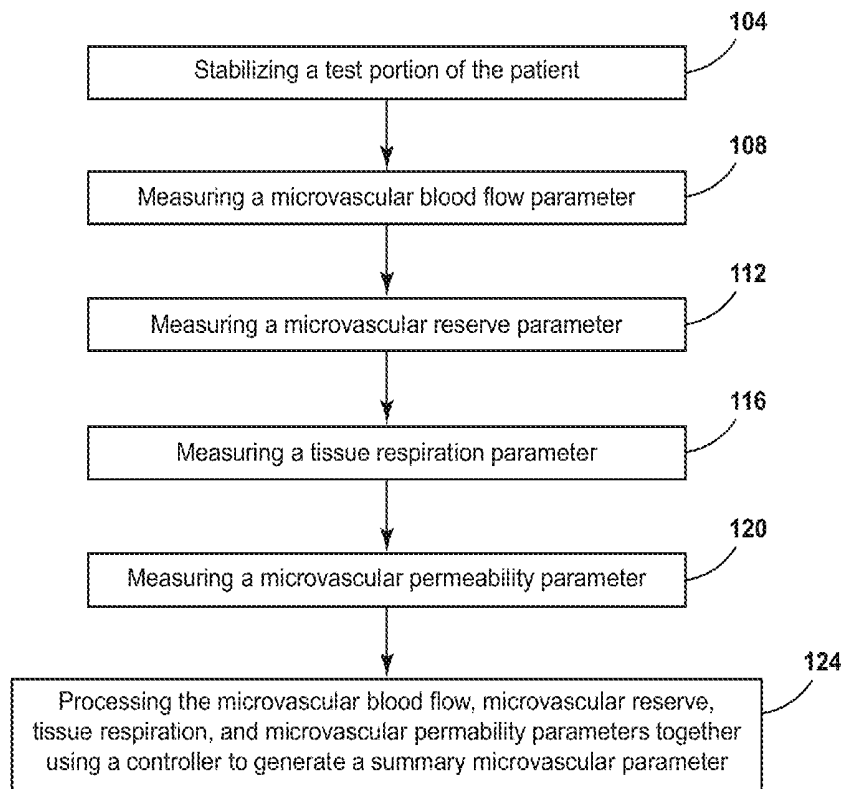 104
Stabilizing a test portion of the patient
108
Measuring a microvascular blood flow parameter
112
Measuring a microvascular reserve parameter
116
Measuring a tissue respiration parameter
120
Measuring a microvascular permeability parameter
124
Processing the microvascular blood flow, microvascular reserve,
tissue respiration, and microvascular permability parameters together
using a controller to generate a summary microvascular parameter